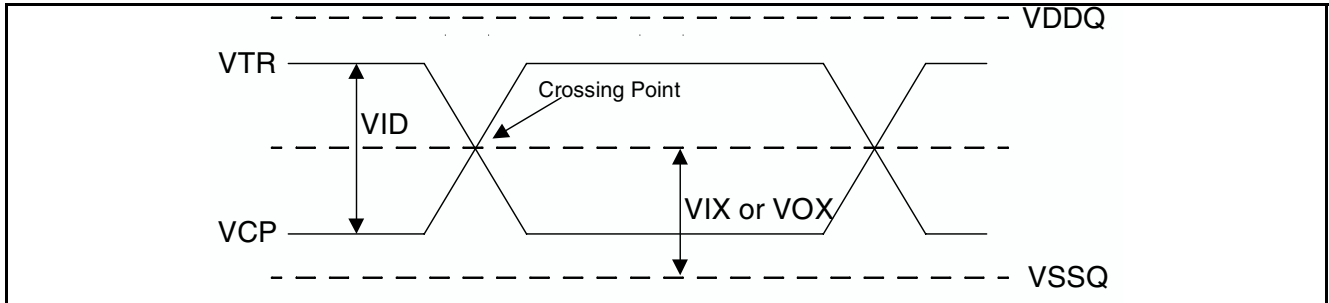 VDDQ
VTR
Crossing Point
VID
VIX or VOX
VCP
VSSQ